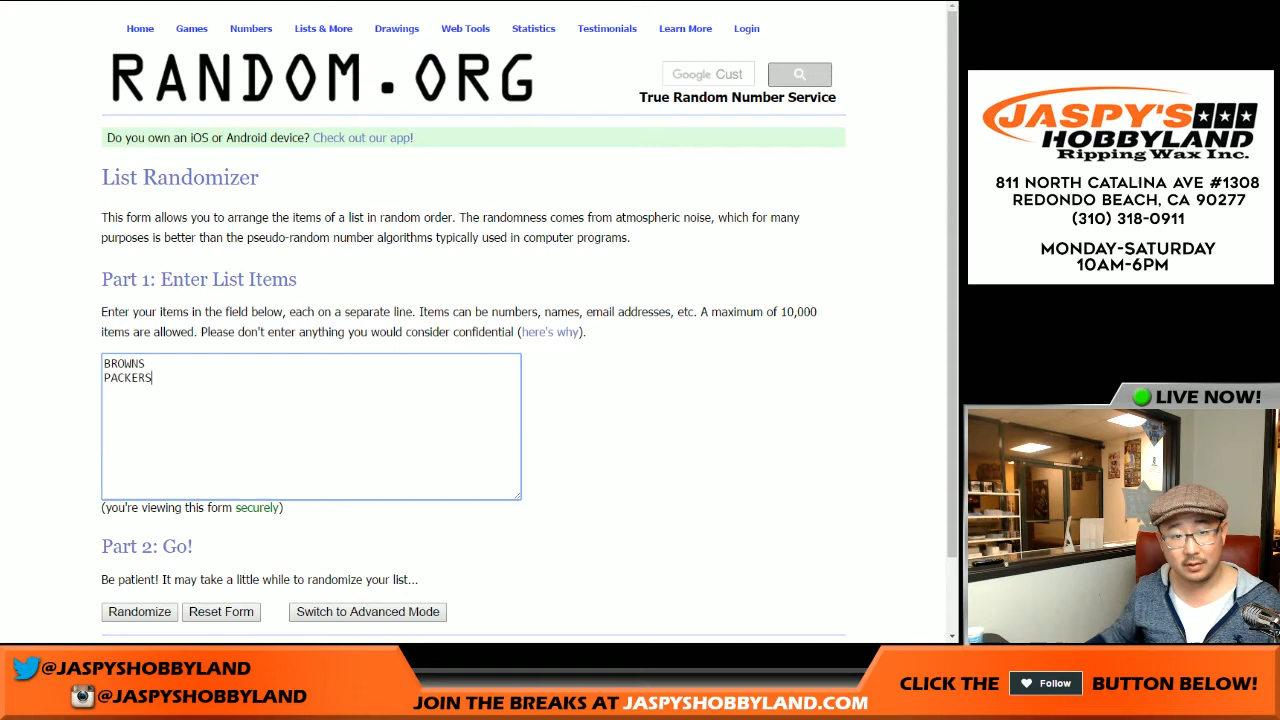 Home Games Numbers Lists & More Drawings Web Tools Statistics Testimonials Learn More Login
RANDOM.ORG
Google Cust
True Random Number Service
Do you own an iOS or Android device? Check out our app!
List Randomizer
This form allows you to arrange the items of a list in random order. The randomness comes from atmospheric noise, which for many
purposes is better than the pseudo-random number algorithms typically used in computer programs.
Part 1: Enter List Items
Enter your items in the field below, each on a separate line. Items can be numbers, names, email addresses, etc. A maximum of 10,000
items are allowed. Please don't enter anything you would consider confidential (here's why).
BROWNS
PACKERS
(you're viewing this form securely)
Part 2: Go!
Be patient! It may take a little while to randomize your list...
Randomize Reset Form Switch to Advanced Mode
JASPY'S
HOBBYLAND
Ripping Wax Inc.
811 NORTH CATALINA AVE #1308
REDONDO BEACH, CA 90277
(310) 318-0911
MONDAY-SATURDAY
10AM-6PM
LIVE NOW!
@JASPYSHOBBYLAND
@JASPYSHOBBYLAND
JOIN THE BREAKS AT JASPYSHOBBYLAND.COM
CLICK THE Follow BUTTON BELOW!